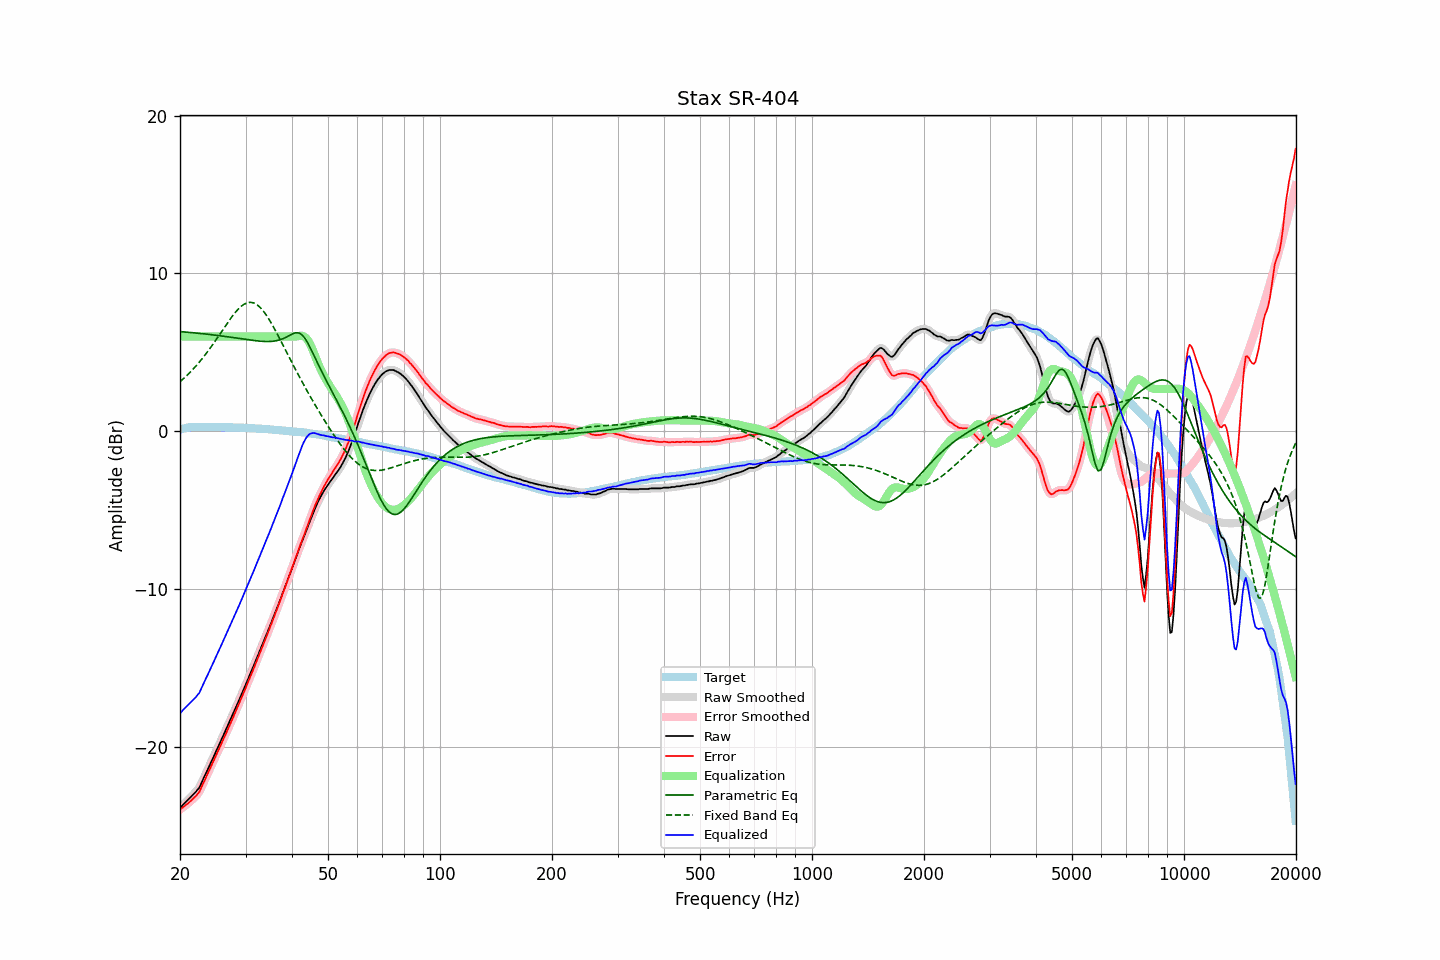 Stax SR-404
20
10
0
−10
−20
Amplitude (dBr)
20
50
100
200
500
1000
2000
5000
10000
20000
Frequency (Hz)
Target
Raw Smoothed
Error Smoothed
Raw
Error
Equalization
Parametric Eq
Fixed Band Eq
Equalized